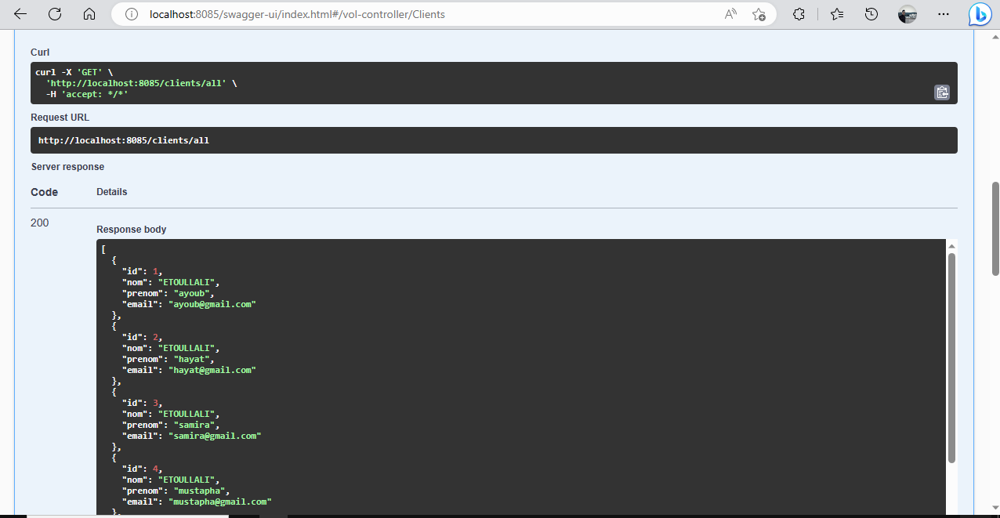 localhost:8085/swagger-ui/index.html#/vol-controller/Clients
Curl
curl -X 'GET' \
  'http://localhost:8085/clients/all' \
  -H 'accept: */*'
Request URL
http://localhost:8085/clients/all
Server response
Code Details
200
Response body
[
  {
    "id": 1,
    "nom": "ETOULLALI",
    "prenom": "ayoub",
    "email": "ayoub@gmail.com"
  },
  {
    "id": 2,
    "nom": "ETOULLALI",
    "prenom": "hayat",
    "email": "hayat@gmail.com"
  },
  {
    "id": 3,
    "nom": "ETOULLALI",
    "prenom": "samira",
    "email": "samira@gmail.com"
  },
  {
    "id": 4,
    "nom": "ETOULLALI",
    "prenom": "mustapha",
    "email": "mustapha@gmail.com"
  },